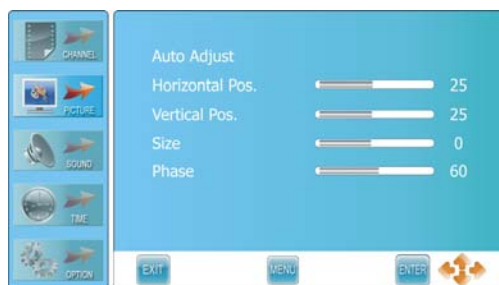 CHANNEL
PICTURE
SOUND
TIME
OPTION
Auto Adjust
Horizontal Pos. 25
Vertical Pos. 25
Size 0
Phase 60
EXIT MENU ENTER